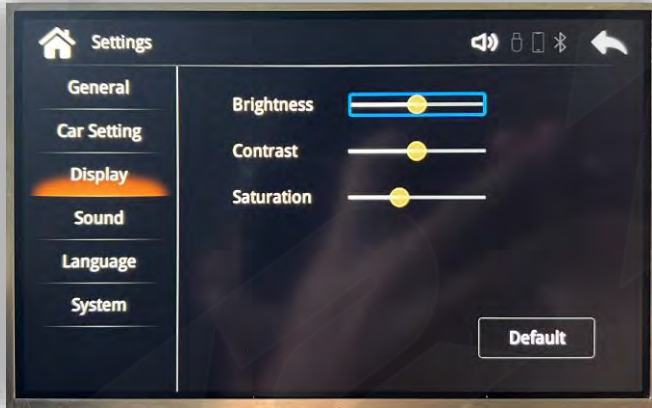 Settings
General
Car Setting
Display
Sound
Language
System
Brightness
Contrast
Saturation
Default